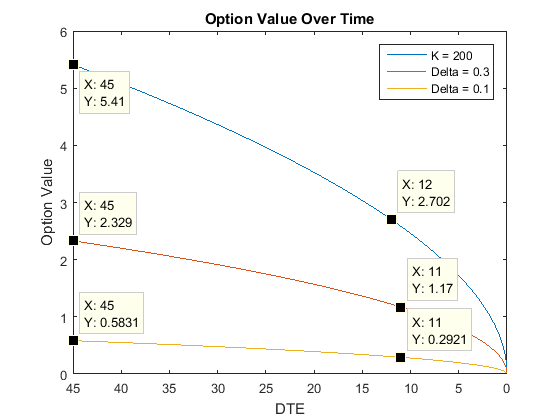 Option Value Over Time
6
5
4
3
2
1
0
Option Value
K = 200
Delta = 0.3
Delta = 0.1
X: 45
Y: 5.41
X: 12
Y: 2.702
X: 45
Y: 2.329
X: 11
Y: 1.17
X: 45
Y: 0.5831
X: 11
Y: 0.2921
45 40 35 30 25 20 15 10 5 0
DTE